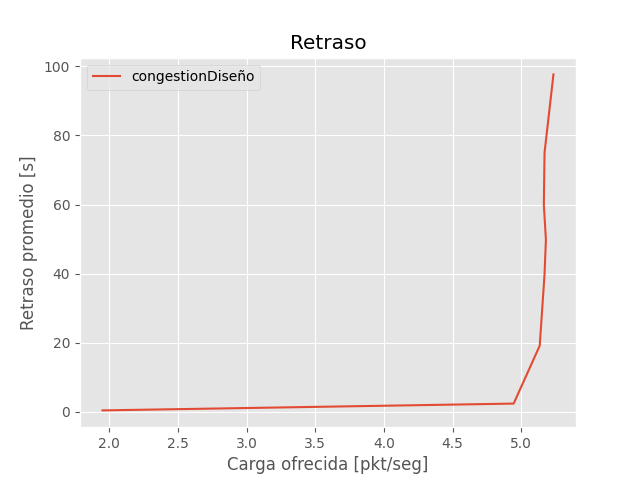 Retraso
congestionDiseño
Retraso promedio [s]
100
80
60
40
20
0
2.0 2.5 3.0 3.5 4.0 4.5 5.0
Carga ofrecida [pkt/seg]